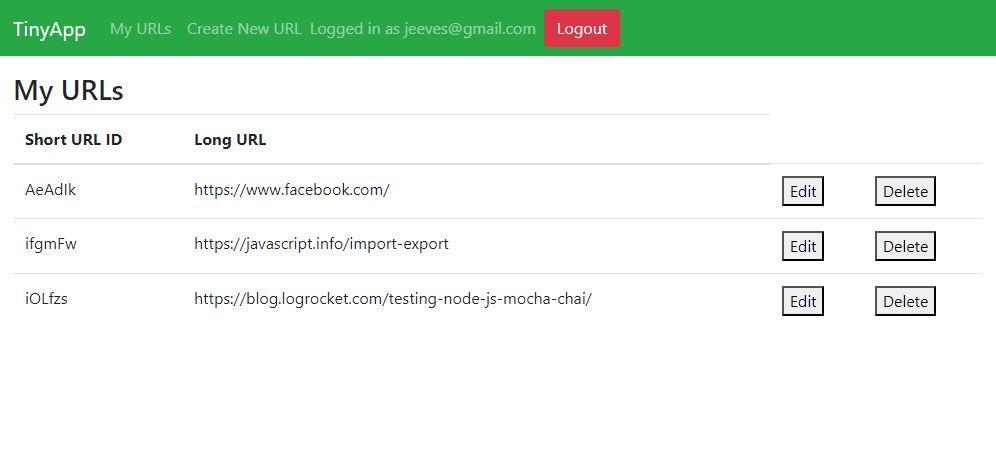 TinyApp My URLs Create New URL Logged in as jeeves@gmail.com Logout
My URLs
Short URL ID Long URL
AeAdIk https://www.facebook.com/ Edit Delete
ifgmFw https://javascript.info/import-export Edit Delete
iOLfzs https://blog.logrocket.com/testing-node-js-mocha-chai/ Edit Delete